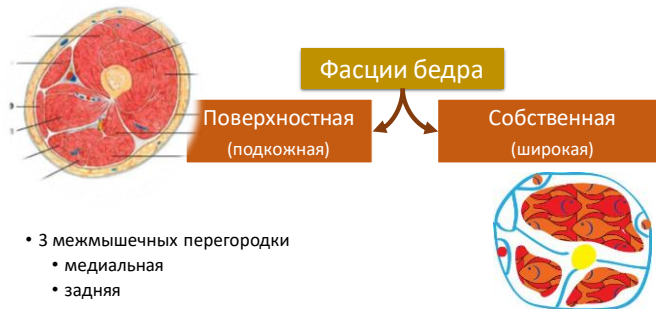 Фасции бедра
Поверхностная
(подкожная)
Собственная
(широкая)
• 3 межмышечных перегородки
• медиальная
• задняя